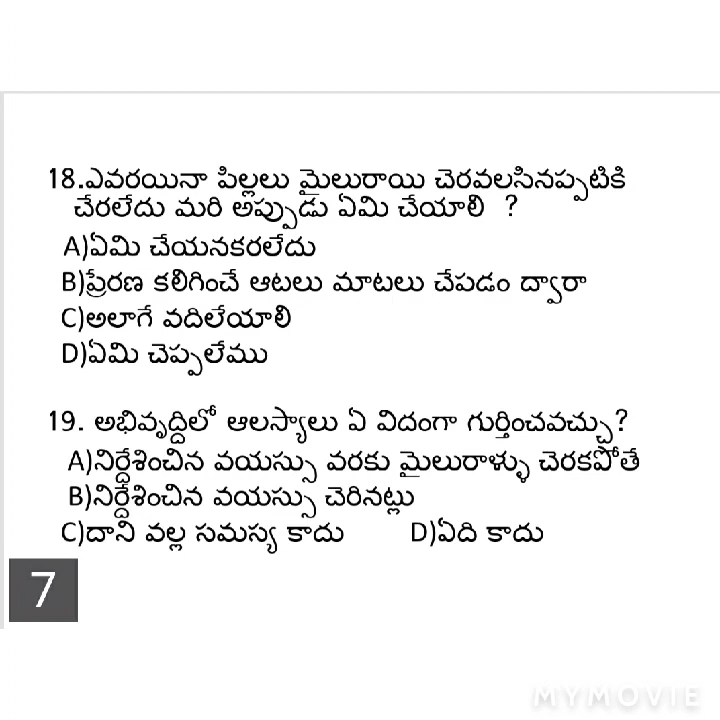 18.ఎవరయినా పిల్లలు మైలురాయి చెరవలసినప్పటికి
చేరలేదు మరి అప్పుడు ఏమి చేయాలి ?
A)ఏమి చేయనకరలేదు
B)ప్రేరణ కలిగించే ఆటలు మాటలు చేపడం ద్వారా
C)అలాగే వదిలేయాలి
D)ఏమి చెప్పలేము
19. అభివృద్దిలో ఆలస్యాలు ఏ విదంగా గుర్తించవచ్చు?
A)నిర్దేశించిన వయస్సు వరకు మైలురాళ్ళు చెరకపోతే
B)నిర్దేశించిన వయస్సు చెరినట్లు
C)దాని వల్ల సమస్య కాదు D)ఏది కాదు
7
MYMOVIE